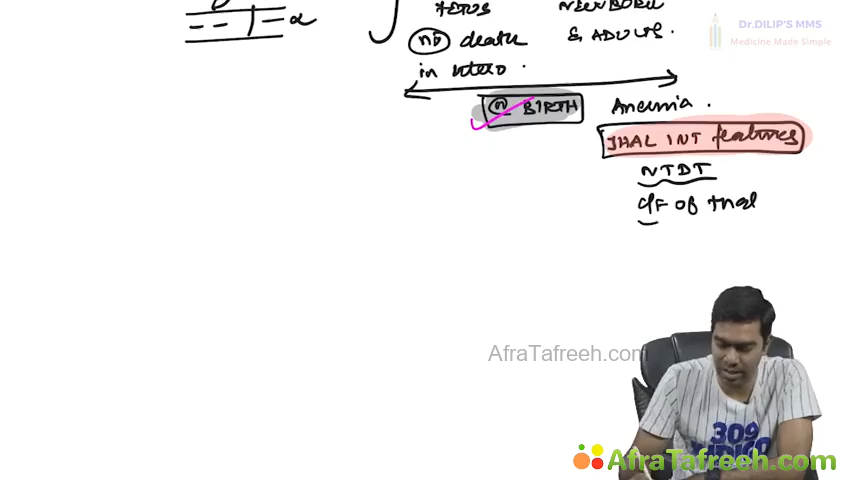 Dr.DILIP'S MMS
Medicine Made Simple
FETUS NEWBORN
-- | - α
no death & ADULTS.
in utero.
n BIRTH Anemia.
THAL INT features
NTDT
c/F of thal
AfraTafreeh.com
309
AfraTafreeh.com